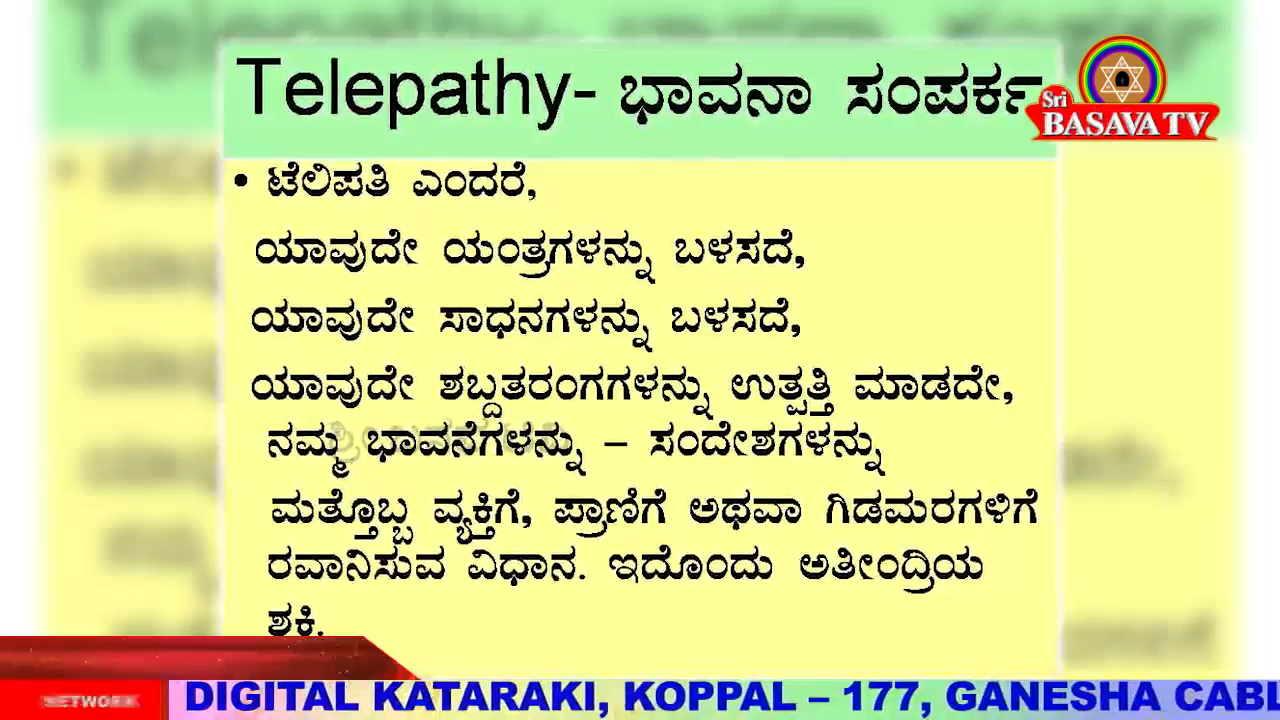 Telepathy- ಭಾವನಾ ಸಂಪರ್ಕ
Sri
BASAVA TV
• ಟೆಲಿಪತಿ ಎಂದರೆ,
ಯಾವುದೇ ಯಂತ್ರಗಳನ್ನು ಬಳಸದೆ,
ಯಾವುದೇ ಸಾಧನಗಳನ್ನು ಬಳಸದೆ,
ಯಾವುದೇ ಶಬ್ದತರಂಗಗಳನ್ನು ಉತ್ಪತ್ತಿ ಮಾಡದೇ,
ನಮ್ಮ ಭಾವನೆಗಳನ್ನು – ಸಂದೇಶಗಳನ್ನು
ಮತ್ತೊಬ್ಬ ವ್ಯಕ್ತಿಗೆ, ಪ್ರಾಣಿಗೆ ಅಥವಾ ಗಿಡಮರಗಳಿಗೆ
ರವಾನಿಸುವ ವಿಧಾನ. ಇದೊಂದು ಅತೀಂದ್ರಿಯ
ಶಕ್ತಿ.
NETWORK
DIGITAL KATARAKI, KOPPAL – 177, GANESHA CABL